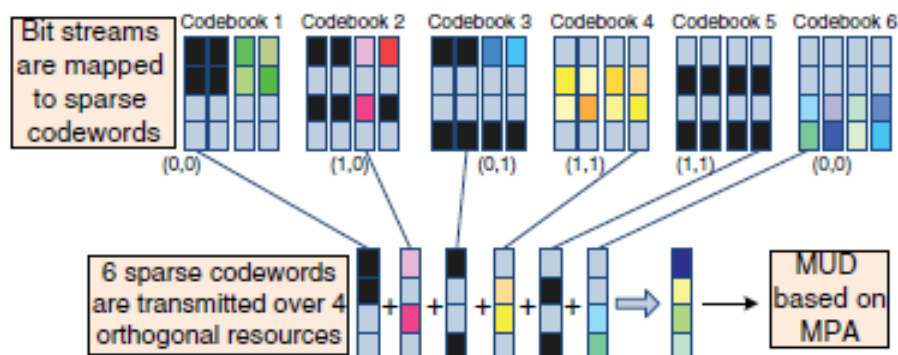 Codebook 1 Codebook 2 Codebook 3 Codebook 4 Codebook 5 Codebook 6
Bit streams
are mapped
to sparse
codewords
(0,0) (1,0) (0,1) (1,1) (1,1) (0,0)
6 sparse codewords
are transmitted over 4
orthogonal resources
+ + + + +
MUD
based on
MPA